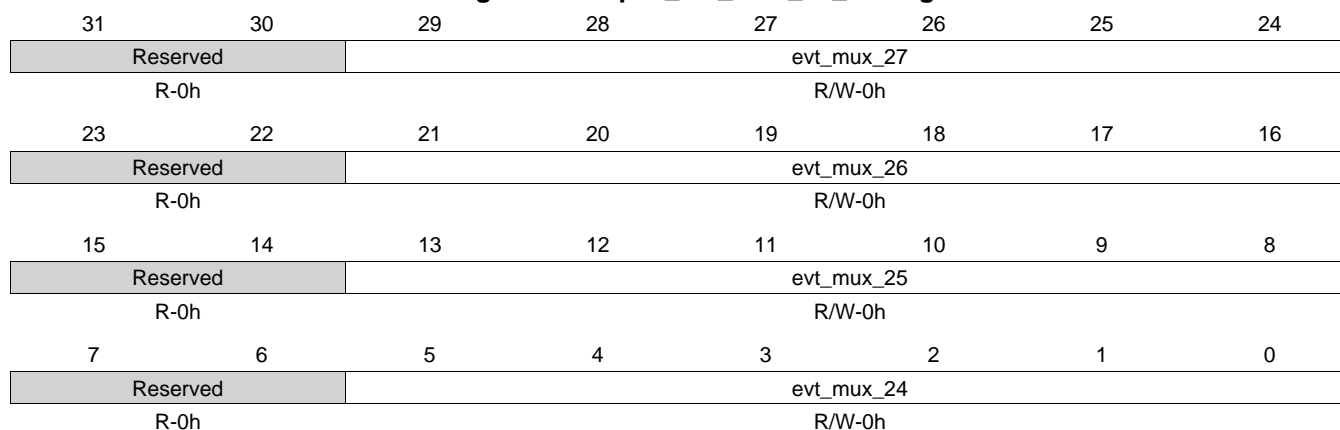 31 30 29 28 27 26 25 24
Reserved evt_mux_27
R-0h R/W-0h
23 22 21 20 19 18 17 16
Reserved evt_mux_26
R-0h R/W-0h
15 14 13 12 11 10 9 8
Reserved evt_mux_25
R-0h R/W-0h
7 6 5 4 3 2 1 0
Reserved evt_mux_24
R-0h R/W-0h